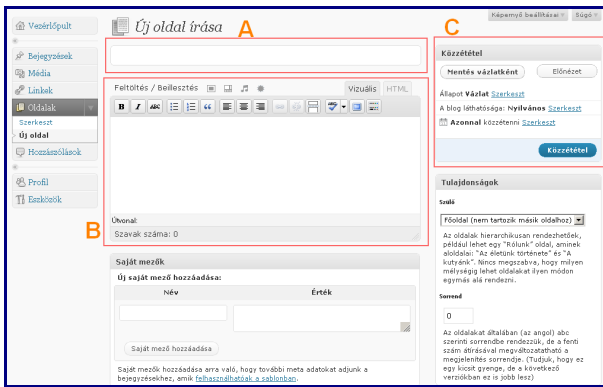 Képernyő beállításai
Súgó
Vezérlőpult
Bejegyzések
Média
Linkek
Oldalak
Szerkeszt
Új oldal
Hozzászólások
Profil
Eszközök
Új oldal írása
A
Feltöltés / Beillesztés
Vizuális
HTML
B I ABC
Útvonal:
Szavak száma: 0
B
Saját mezők
Új saját mező hozzáadása:
Név
Érték
Saját mező hozzáadása
Saját mezők hozzáadása arra való, hogy további meta adatokat adjunk a
bejegyzésekhez, amik felhasználhatóak a sablonban.
C
Közzététel
Mentés vázlatként
Előnézet
Állapot Vázlat Szerkeszt
A blog láthatósága: Nyilvános Szerkeszt
Azonnal közzétenni Szerkeszt
Közzététel
Tulajdonságok
Szülő
Főoldal (nem tartozik másik oldalhoz)
Az oldalak hierarchikusan rendezhetőek,
például lehet egy "Rólunk" oldal, aminek
aloldalai: "Az életünk története" és "A
kutyánk". Nincs megszabva, hogy milyen
mélységig lehet oldalakat ilyen módon
egymás alá rendezni.
Sorrend
0
Az oldalakat általában (az angol) abc
szerinti sorrendbe rendezzük, de a fenti
szám átírásával megváltoztatható a
megjelenítés sorrendje. (Tudjuk, hogy ez
egy kicsit gyenge, de a következő
verziókban ez is jobb lesz)